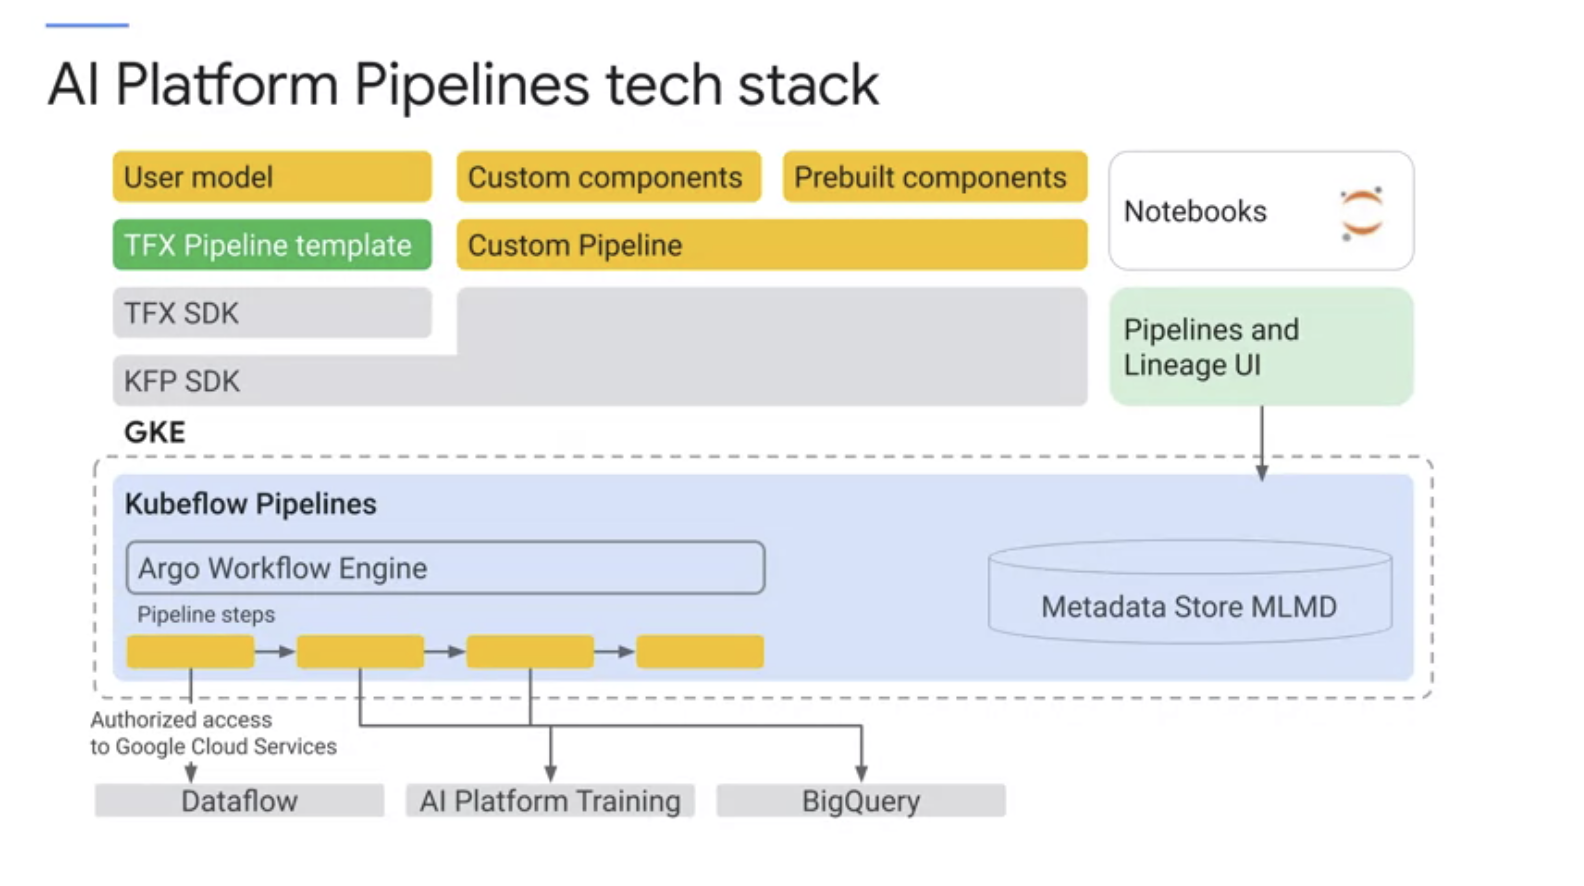 AI Platform Pipelines tech stack
User model
Custom components
Prebuilt components
Notebooks
TFX Pipeline template
Custom Pipeline
TFX SDK
Pipelines and
Lineage UI
KFP SDK
GKE
Kubeflow Pipelines
Argo Workflow Engine
Metadata Store MLMD
Pipeline steps
Authorized access
to Google Cloud Services
Dataflow
AI Platform Training
BigQuery